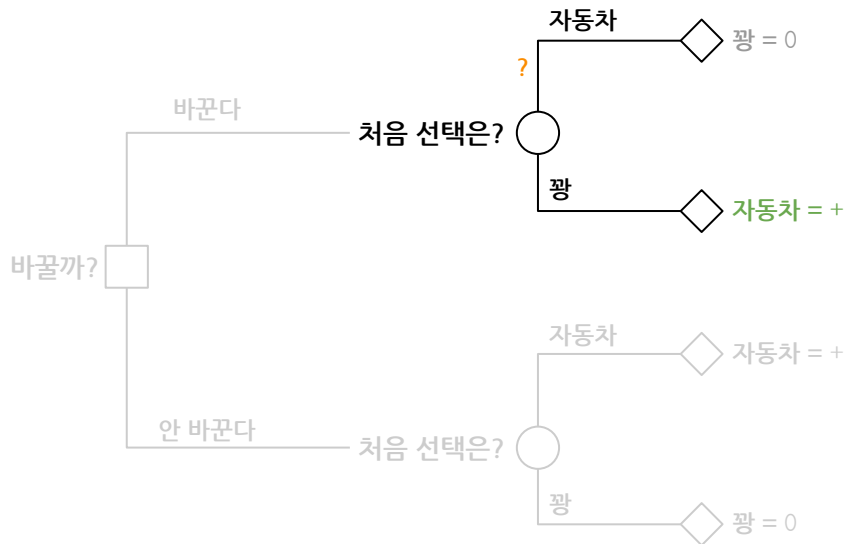 자동차
꽝 = 0
?
바꾼다
처음 선택은?
꽝
자동차 = +
바꿀까?
자동차
자동차 = +
안 바꾼다
처음 선택은?
꽝
꽝 = 0